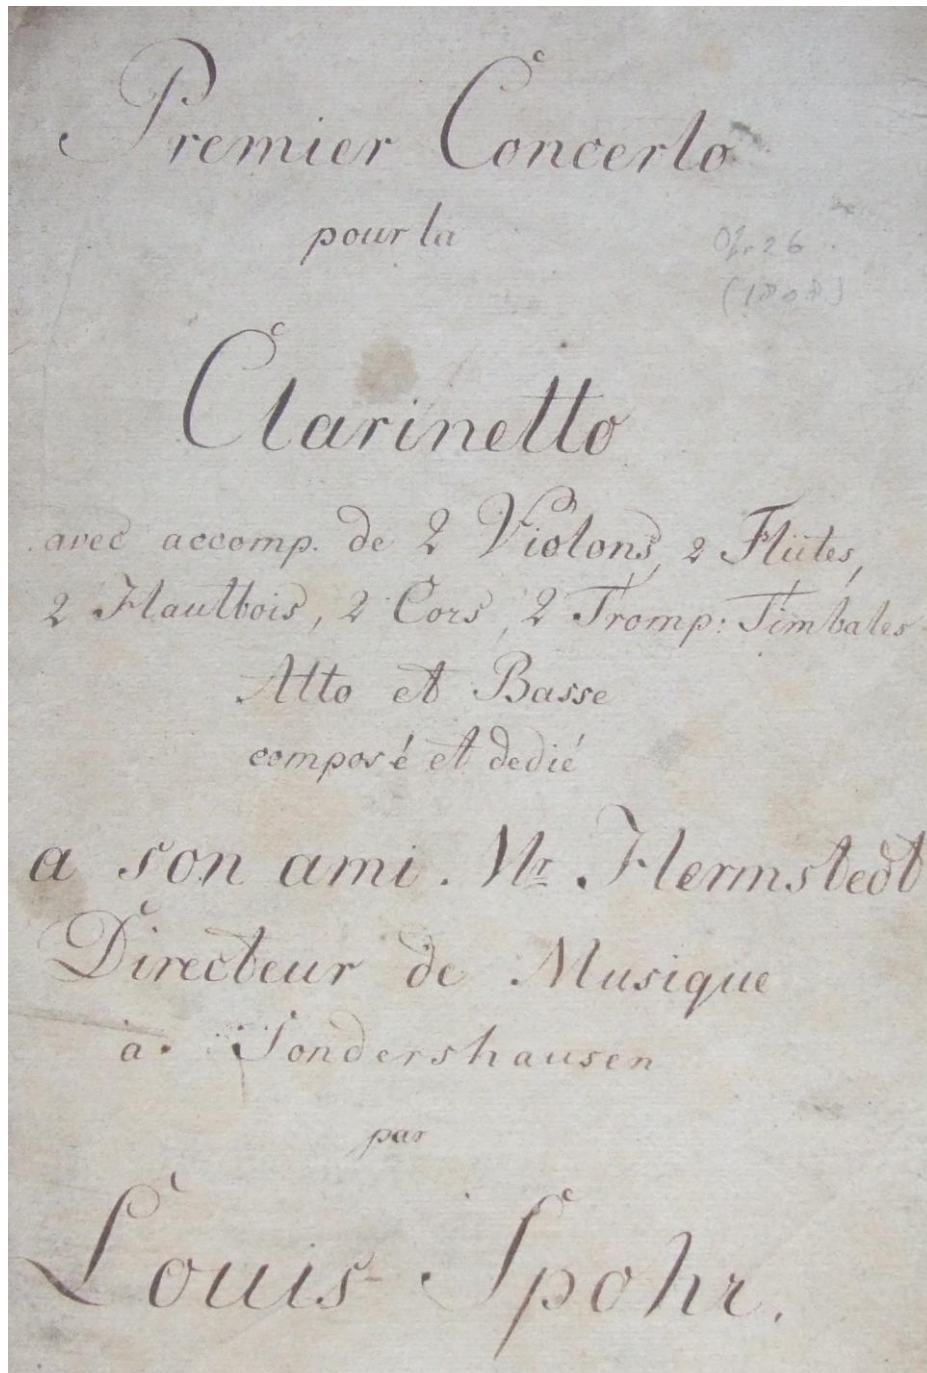 Premier Concerto
pour la
Op. 26
(1808)
Clarinetto
avec accomp. de 2 Violons, 2 Flûtes,
2 Hautbois, 2 Cors, 2 Tromp: Timbales
Alto et Basse
composé et dedié
a son ami. Mr. Hermstedt
Directeur de Musique
à Sondershausen
par
Louis Spohr.